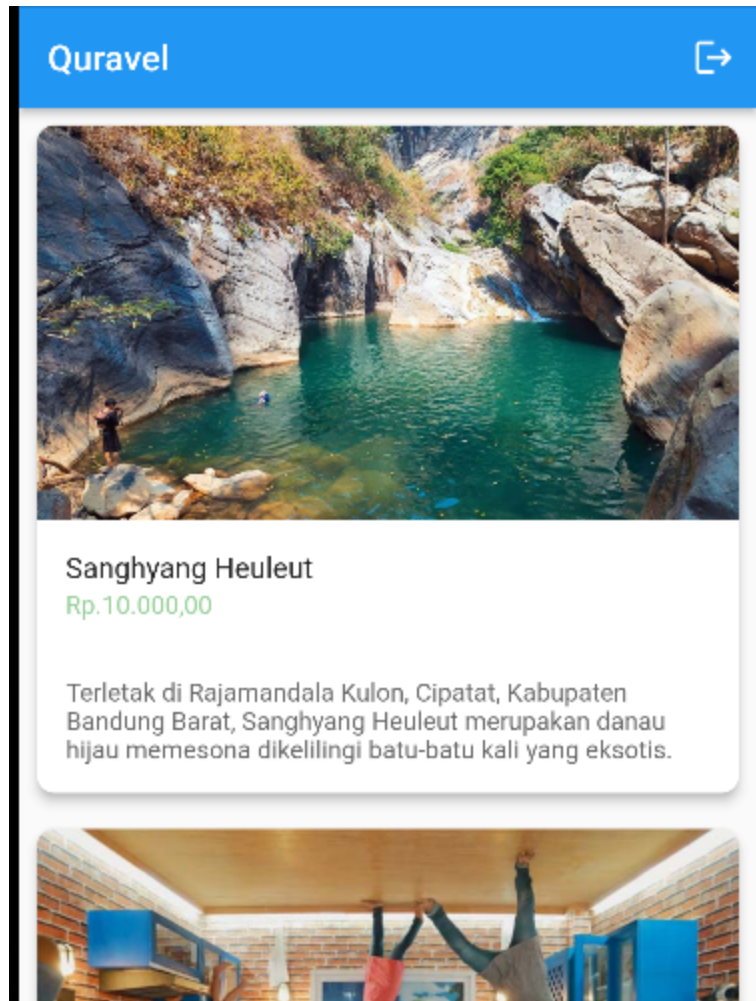 Quravel
Sanghyang Heuleut
Rp.10.000,00
Terletak di Rajamandala Kulon, Cipatat, Kabupaten
Bandung Barat, Sanghyang Heuleut merupakan danau
hijau memesona dikelilingi batu-batu kali yang eksotis.